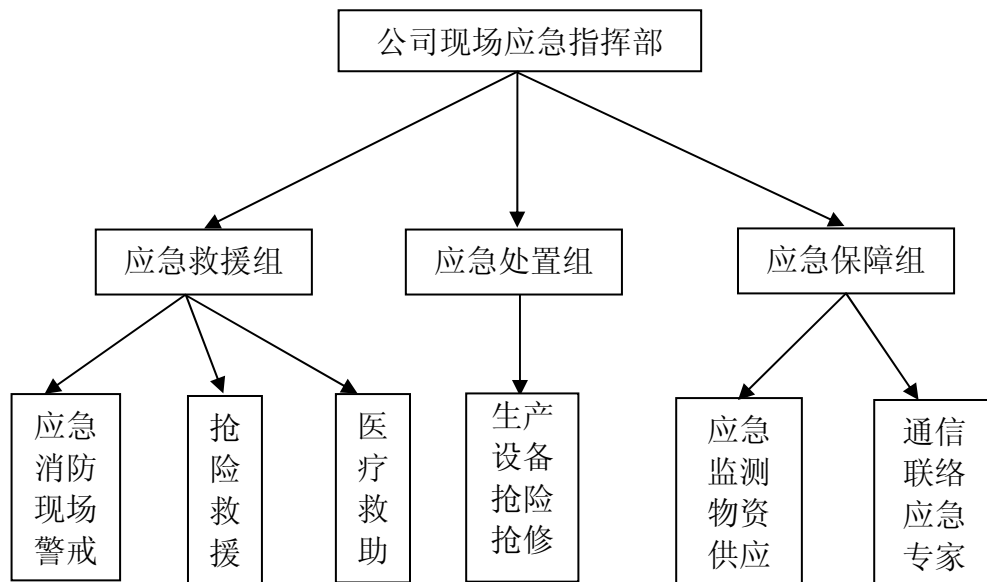 公司现场应急指挥部
应急救援组
应急处置组
应急保障组
应急
消防
现场
警戒
抢
险
救
援
医
疗
救
助
生产
设备
抢险
抢修
应急
监测
物资
供应
通信
联络
应急
专家